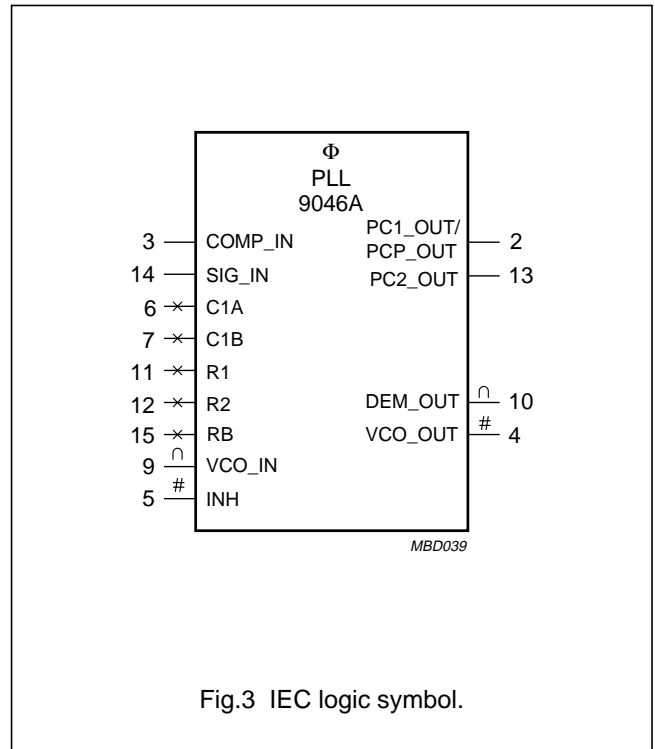 Φ
PLL
9046A
3 COMP_IN
14 SIG_IN
6 C1A
7 C1B
11 R1
12 R2
15 RB
9 ∩ VCO_IN
5 # INH
PC1_OUT/
PCP_OUT 2
PC2_OUT 13
DEM_OUT ∩ 10
VCO_OUT # 4
MBD039
Fig.3 IEC logic symbol.